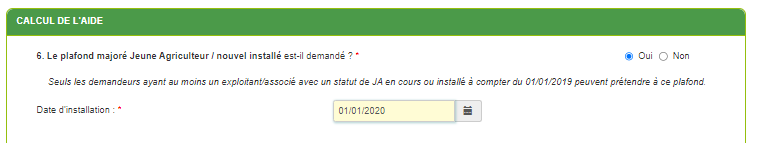 CALCUL DE L'AIDE
6. Le plafond majoré Jeune Agriculteur / nouvel installé est-il demandé ? * Oui Non
Seuls les demandeurs ayant au moins un exploitant/associé avec un statut de JA en cours ou installé à compter du 01/01/2019 peuvent prétendre à ce plafond.
Date d'installation : * 01/01/2020